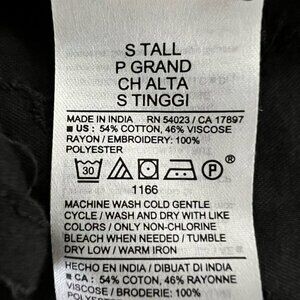 S TALL
P GRAND
CH ALTA
S TINGGI
MADE IN INDIA RN 54023 / CA 17897
■ US : 54% COTTON, 46% VISCOSE
RAYON / EMBROIDERY: 100%
POLYESTER
30 P ®
1166
MACHINE WASH COLD GENTLE
CYCLE / WASH AND DRY WITH LIKE
COLORS / ONLY NON-CHLORINE
BLEACH WHEN NEEDED / TUMBLE
DRY LOW / WARM IRON
HECHO EN INDIA / DIBUAT DI INDIA
■ CA : 54% COTON, 46% RAYONNE
VISCOSE / BRODERIE: 100%